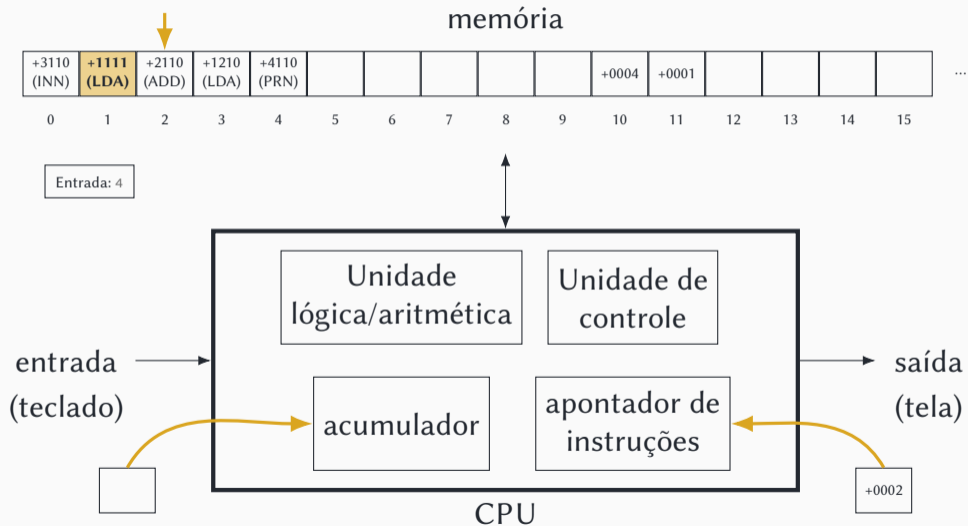 memória
+3110 +1111 +2110 +1210 +4110 +0004 +0001 ...
(INN) (LDA) (ADD) (LDA) (PRN)
0 1 2 3 4 5 6 7 8 9 10 11 12 13 14 15
Entrada: 4
Unidade
lógica/aritmética
Unidade de
controle
entrada
(teclado)
saída
(tela)
acumulador
apontador de
instruções
+0002
CPU